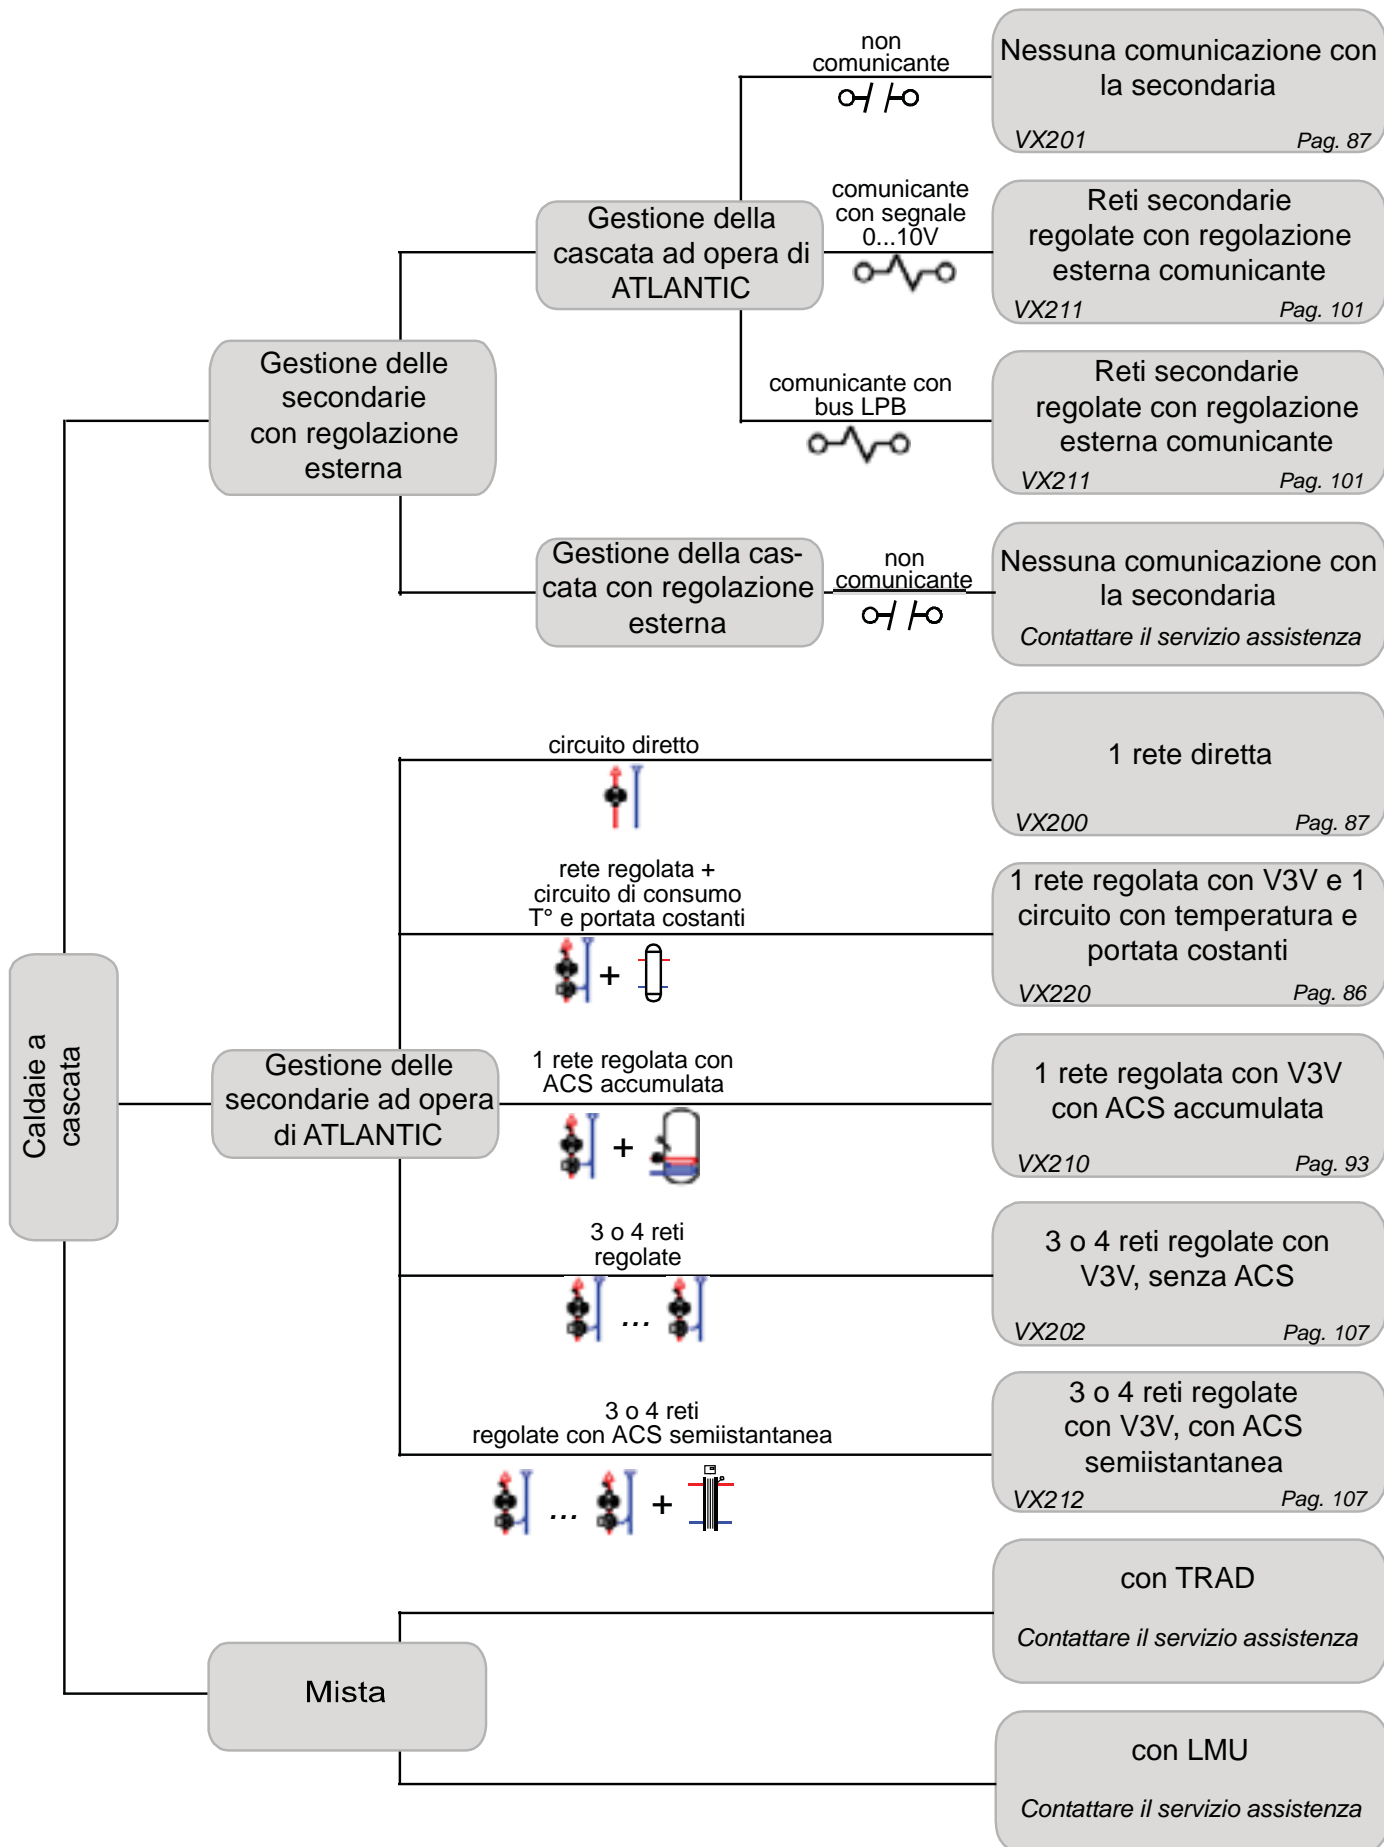 non
comunicante
Nessuna comunicazione con
la secondaria
VX201 Pag. 87
Gestione della
cascata ad opera di
ATLANTIC
comunicante
con segnale
0...10V
Reti secondarie
regolate con regolazione
esterna comunicante
VX211 Pag. 101
Gestione delle
secondarie
con regolazione
esterna
comunicante con
bus LPB
Reti secondarie
regolate con regolazione
esterna comunicante
VX211 Pag. 101
Gestione della cas-
cata con regolazione
esterna
non
comunicante
Nessuna comunicazione con
la secondaria
Contattare il servizio assistenza
circuito diretto
1 rete diretta
VX200 Pag. 87
rete regolata +
circuito di consumo
T° e portata costanti
+
1 rete regolata con V3V e 1
circuito con temperatura e
portata costanti
VX220 Pag. 86
Caldaie a
cascata
Gestione delle
secondarie ad opera
di ATLANTIC
1 rete regolata con
ACS accumulata
+
1 rete regolata con V3V
con ACS accumulata
VX210 Pag. 93
3 o 4 reti
regolate
...
3 o 4 reti regolate con
V3V, senza ACS
VX202 Pag. 107
3 o 4 reti
regolate con ACS semiistantanea
... +
3 o 4 reti regolate
con V3V, con ACS
semiistantanea
VX212 Pag. 107
Mista
con TRAD
Contattare il servizio assistenza
con LMU
Contattare il servizio assistenza